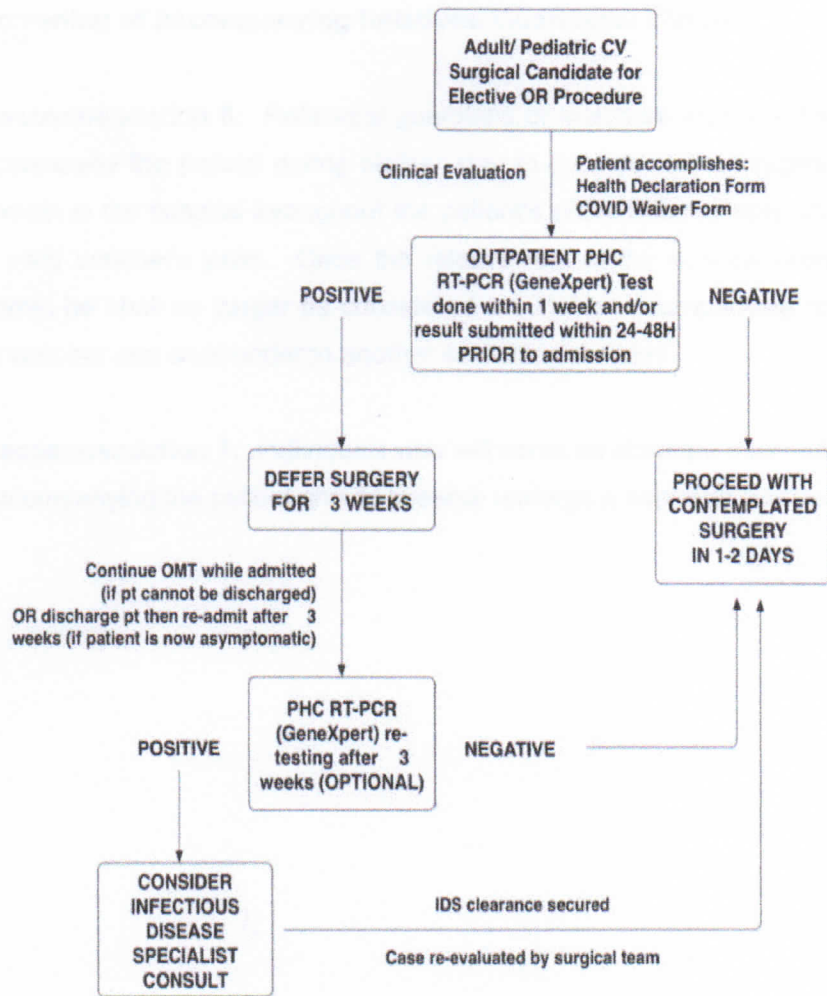 Adult/ Pediatric CV
Surgical Candidate for
Elective OR Procedure
Clinical Evaluation
Patient accomplishes:
Health Declaration Form
COVID Waiver Form
OUTPATIENT PHC
RT-PCR (GeneXpert) Test
done within 1 week and/or
result submitted within 24-48H
PRIOR to admission
POSITIVE
NEGATIVE
DEFER SURGERY
FOR 3 WEEKS
PROCEED WITH
CONTEMPLATED
SURGERY
IN 1-2 DAYS
Continue OMT while admitted
(if pt cannot be discharged)
OR discharge pt then re-admit after 3
weeks (if patient is now asymptomatic)
PHC RT-PCR
(GeneXpert) re-
testing after 3
weeks (OPTIONAL)
POSITIVE
NEGATIVE
CONSIDER
INFECTIOUS
DISEASE
SPECIALIST
CONSULT
IDS clearance secured
Case re-evaluated by surgical team